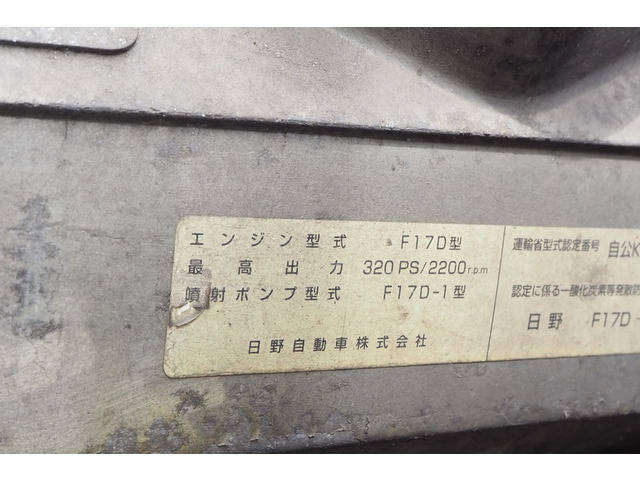 エンジン型式 F17D型
最高出力 320PS/2200r.p.m
噴射ポンプ型式 F17D-1型
日野自動車株式会社
運輸省型式認定番号 自公K
認定に係る一酸化炭素等発散防
日野 F17D-